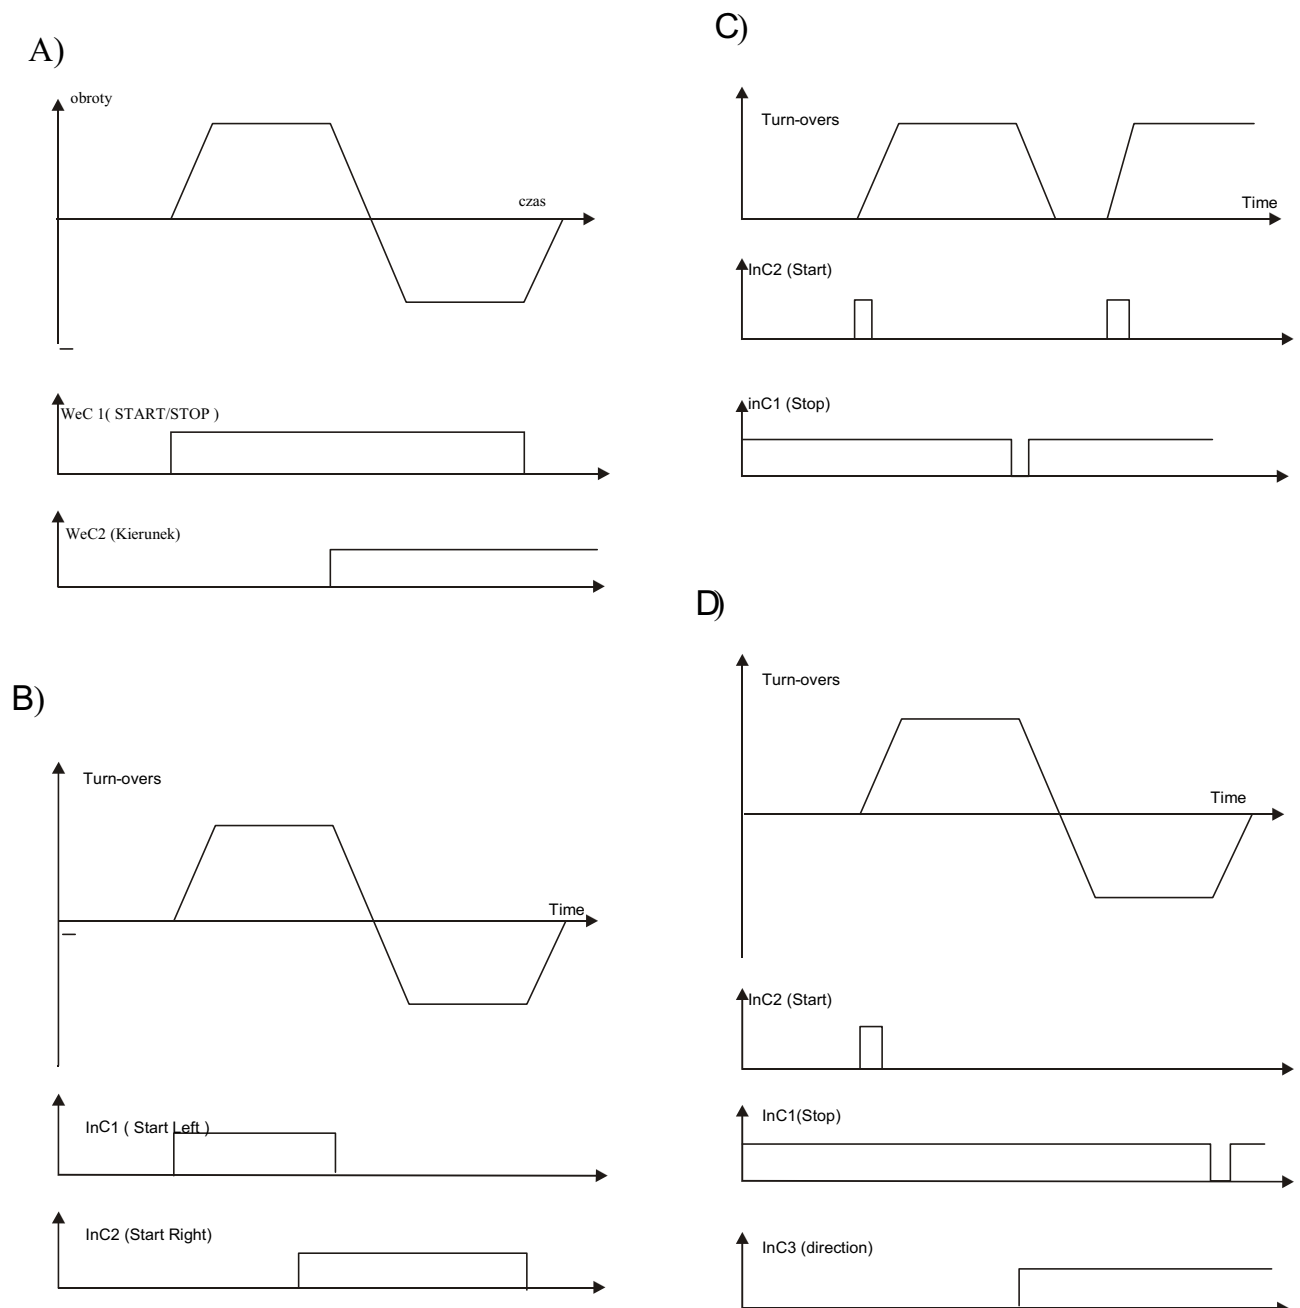 A)
obroty
czas
WeC 1( START/STOP )
WeC2 (Kierunek)
B)
Turn-overs
Time
InC1 ( Start Left )
InC2 (Start Right)
C)
Turn-overs
Time
InC2 (Start)
inC1 (Stop)
D)
Turn-overs
Time
InC2 (Start)
InC1(Stop)
InC3 (direction)